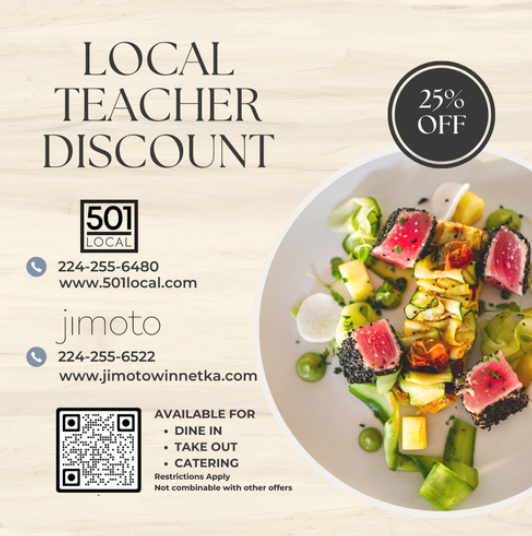 LOCAL
TEACHER
DISCOUNT
25%
OFF
501
LOCAL
224-255-6480
www.501local.com
jimoto
224-255-6522
www.jimotowinnetka.com
AVAILABLE FOR
• DINE IN
• TAKE OUT
• CATERING
Restrictions Apply
Not combinable with other offers